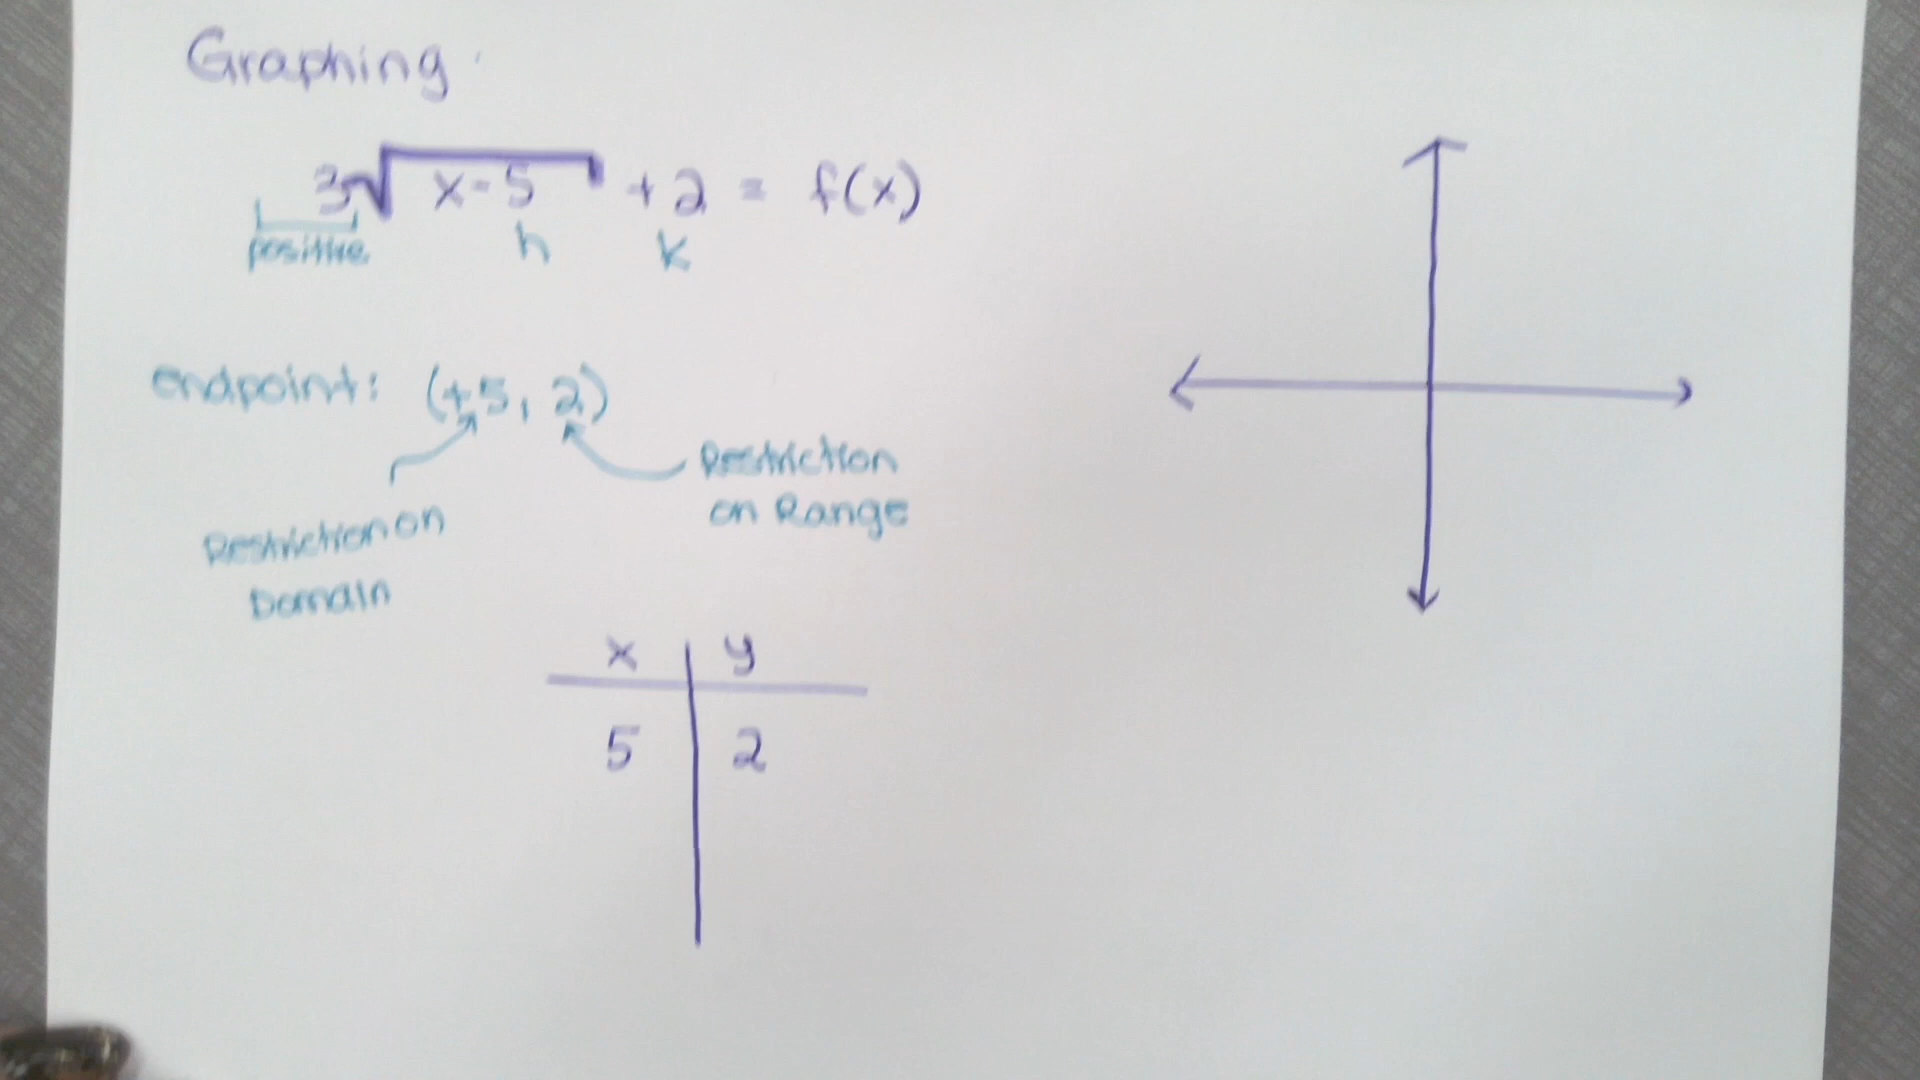 Graphing
3√x-5 +2 = f(x)
positive h k
endpoint: (+5, 2)
Restriction on Range
Restriction on
Domain
x y
5 2